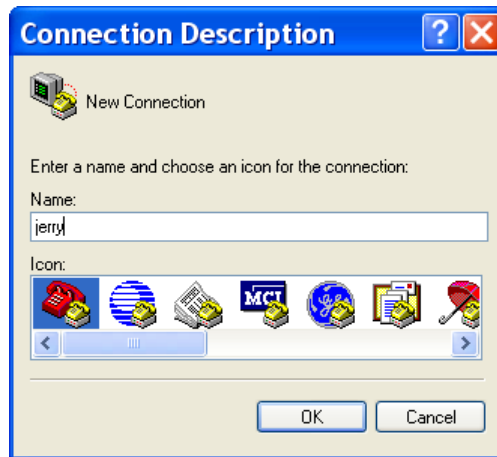 Connection Description
New Connection
Enter a name and choose an icon for the connection:
Name:
jerry
Icon:
MCI
OK Cancel